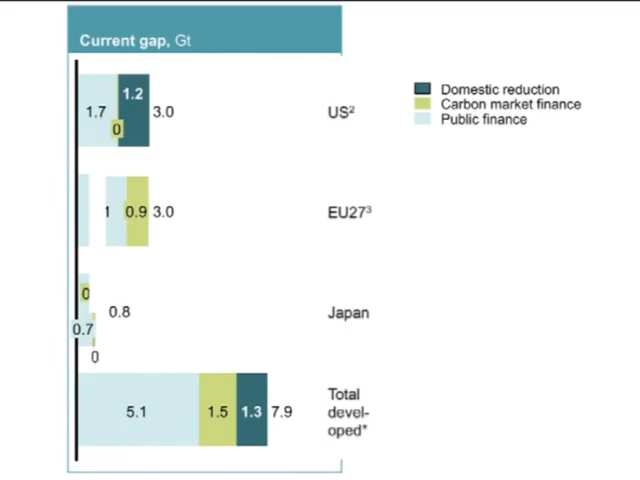 Current gap, Gt
1.2
1.7
0
3.0
US²
Domestic reduction
Carbon market finance
Public finance
1
0.9
3.0
EU27³
0
0.8
Japan
0.7
0
5.1
1.5
1.3
7.9
Total
devel-
oped*